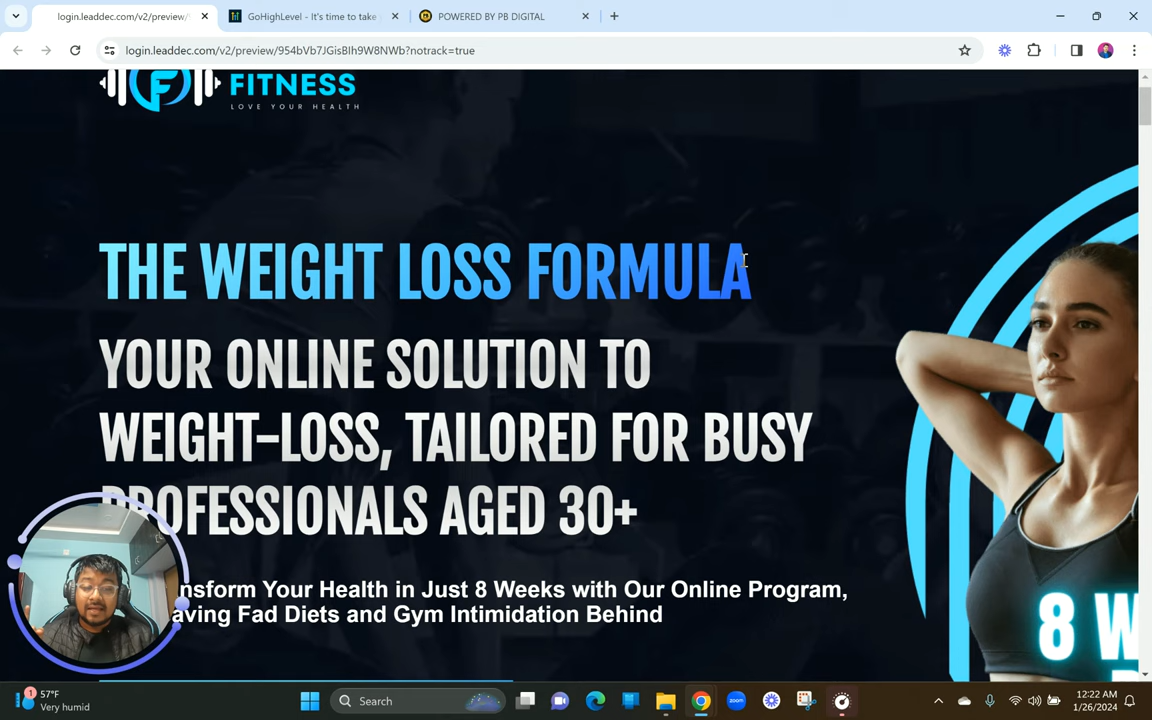 login.leaddec.com/v2/preview/
GoHighLevel - It's time to take
POWERED BY PB DIGITAL
login.leaddec.com/v2/preview/954bVb7JGisBlh9W8NWb?notrack=true
F FITNESS
LOVE YOUR HEALTH
THE WEIGHT LOSS FORMULA
YOUR ONLINE SOLUTION TO
WEIGHT-LOSS, TAILORED FOR BUSY
PROFESSIONALS AGED 30+
nsform Your Health in Just 8 Weeks with Our Online Program,
aving Fad Diets and Gym Intimidation Behind
8 W
1
57°F
Very humid
Search
12:22 AM
1/26/2024